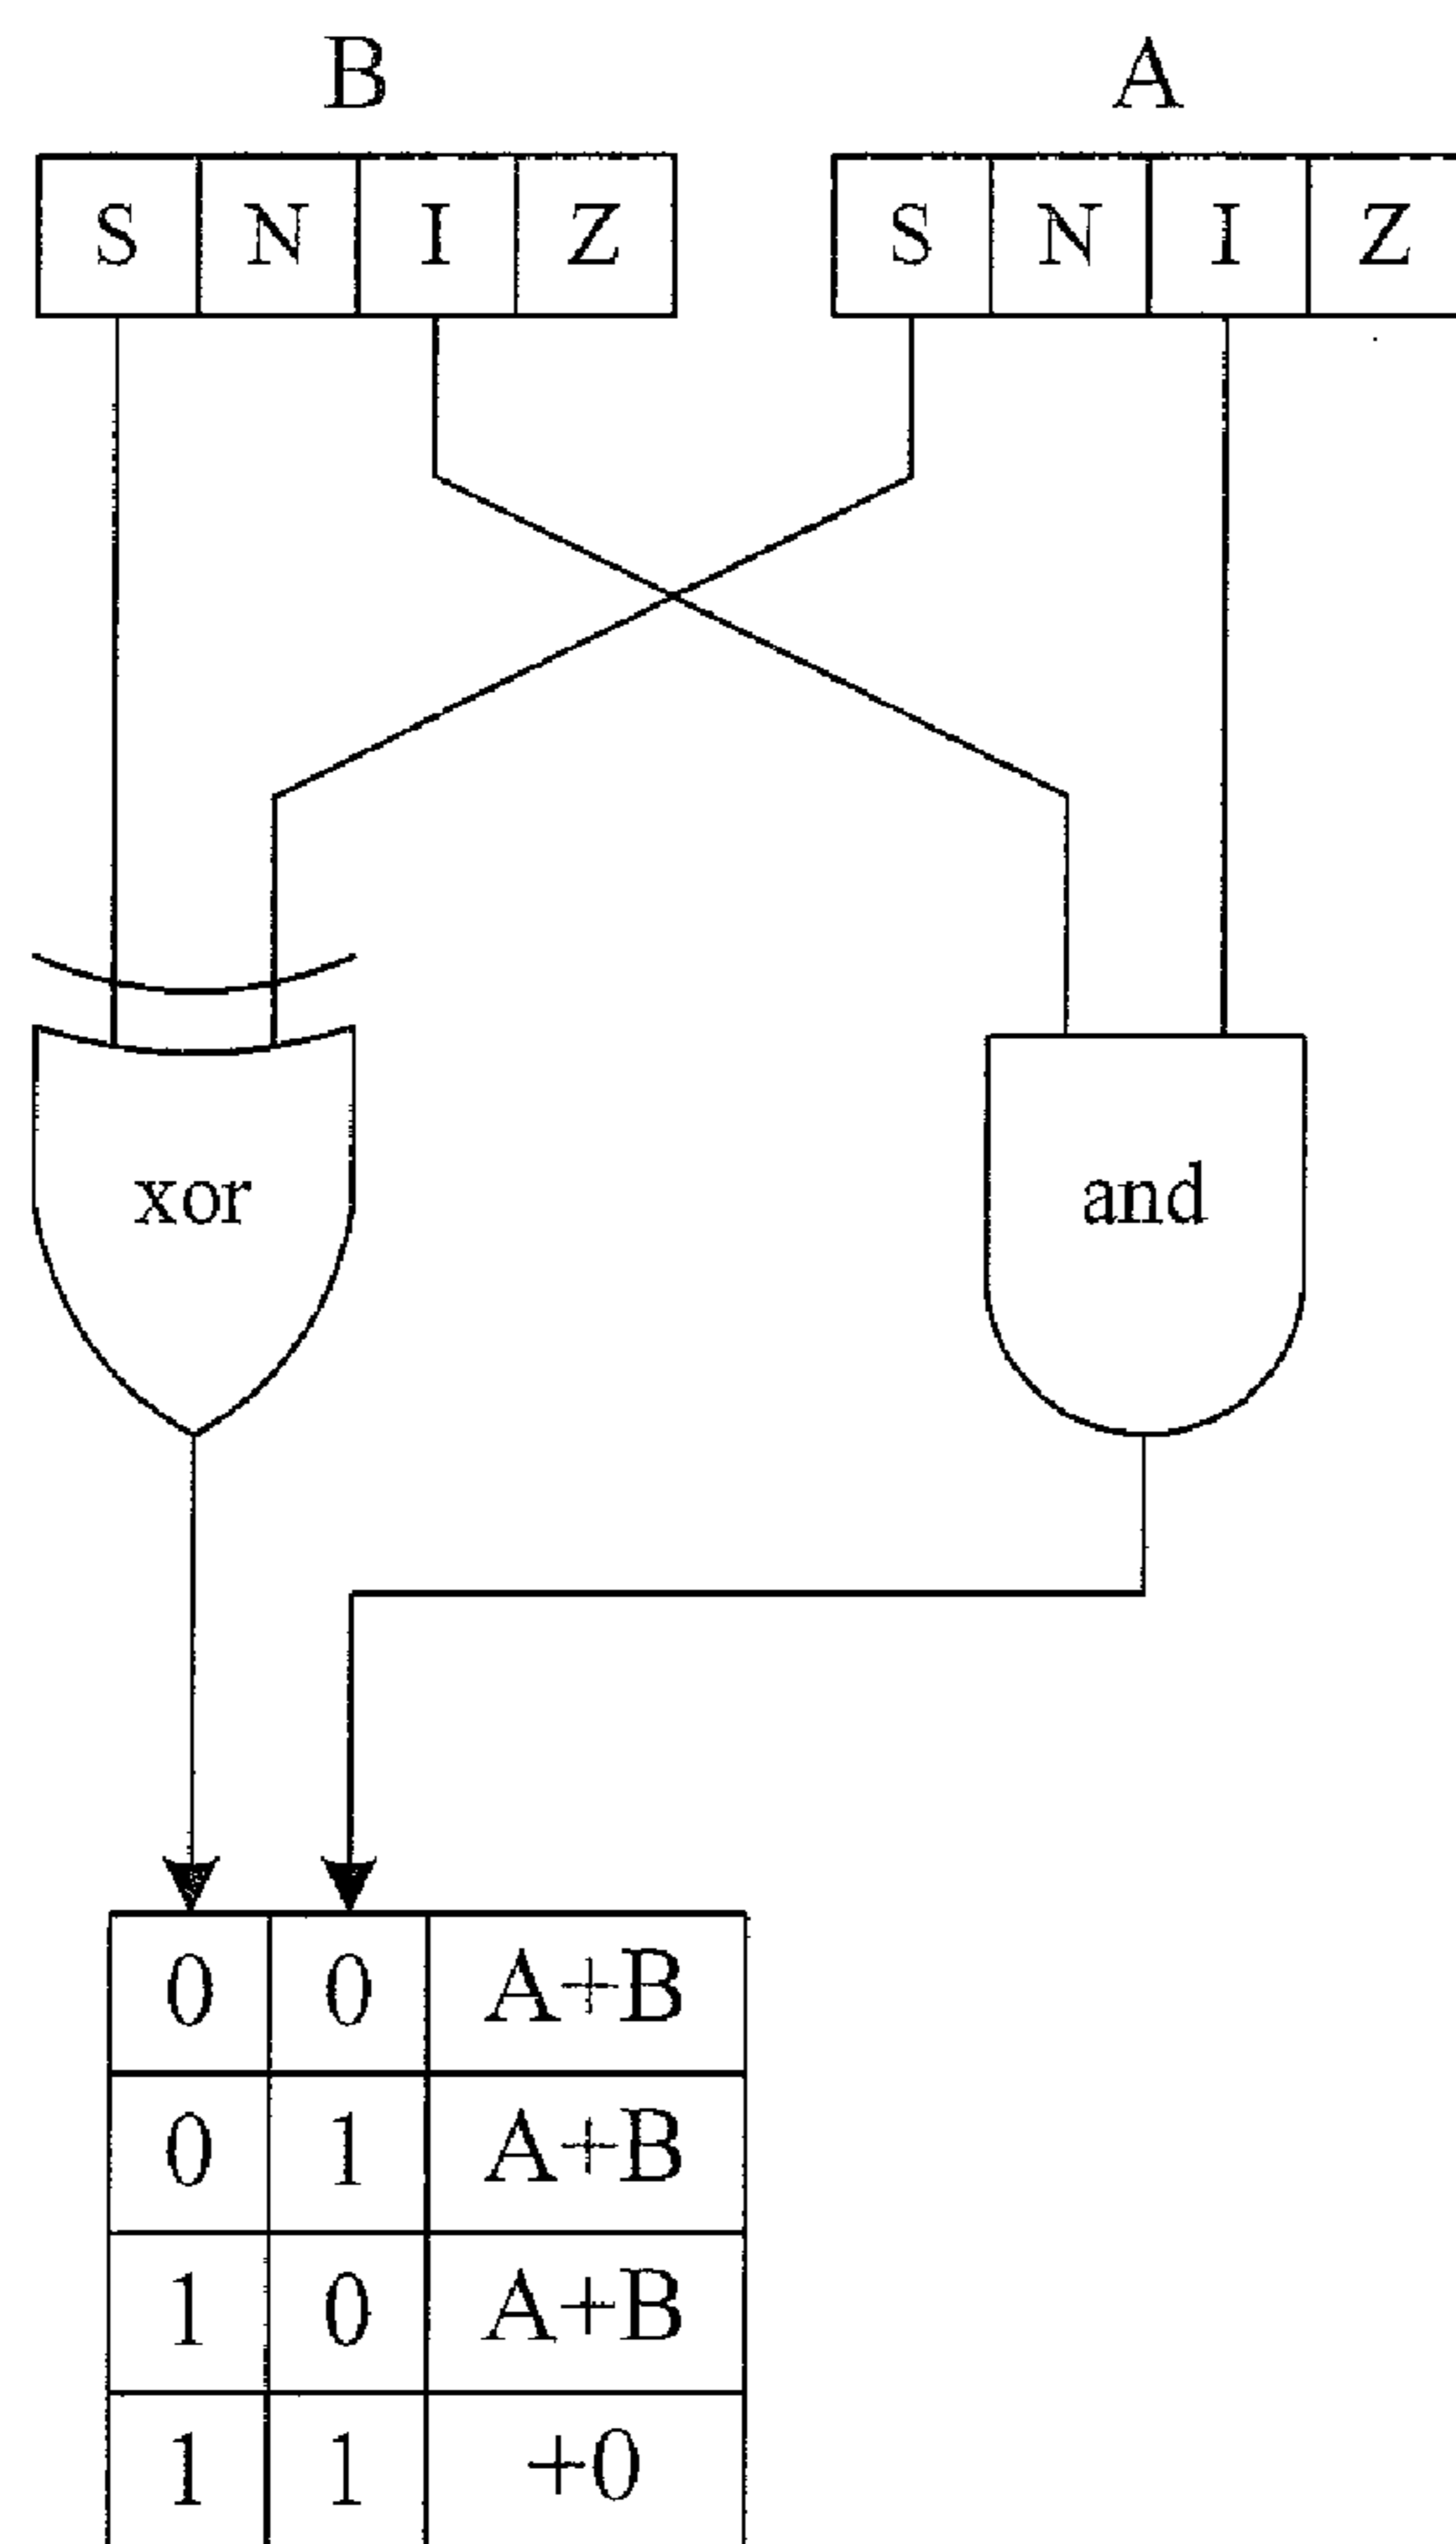 B A
S N I Z S N I Z
xor and
0 0 A+B
0 1 A+B
1 0 A+B
1 1 +0